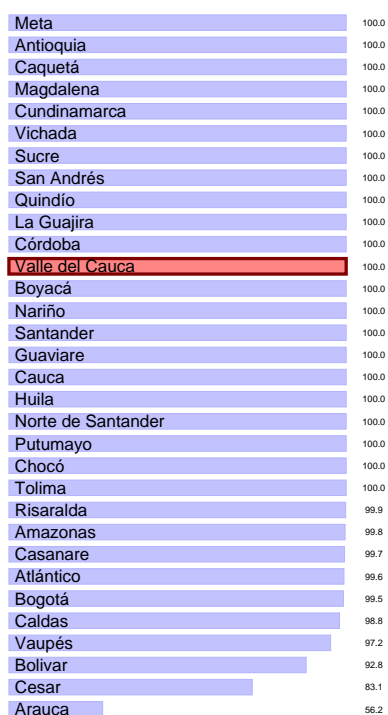 Meta 100.0
Antioquia 100.0
Caquetá 100.0
Magdalena 100.0
Cundinamarca 100.0
Vichada 100.0
Sucre 100.0
San Andrés 100.0
Quindío 100.0
La Guajira 100.0
Córdoba 100.0
Valle del Cauca 100.0
Boyacá 100.0
Nariño 100.0
Santander 100.0
Guaviare 100.0
Cauca 100.0
Huila 100.0
Norte de Santander 100.0
Putumayo 100.0
Chocó 100.0
Tolima 100.0
Risaralda 99.9
Amazonas 99.8
Casanare 99.7
Atlántico 99.6
Bogotá 99.5
Caldas 98.8
Vaupés 97.2
Bolivar 92.8
Cesar 83.1
Arauca 56.2